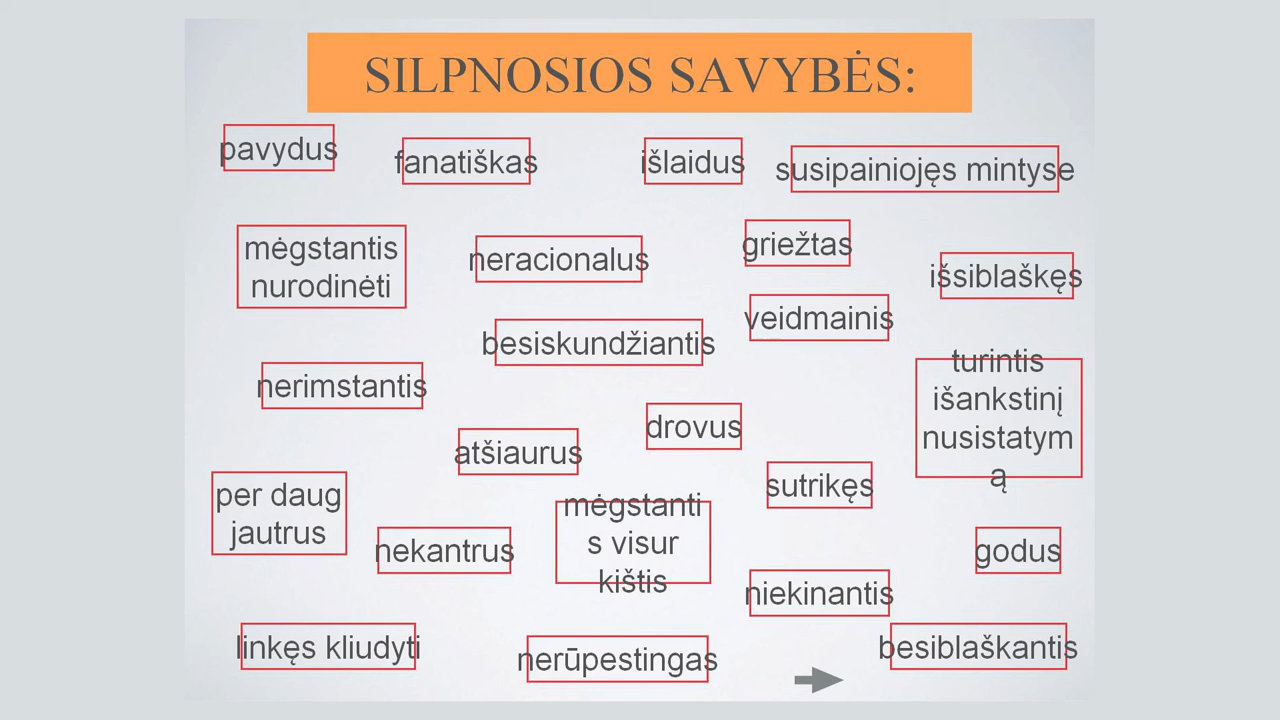 SILPNOSIOS SAVYBĖS:
pavydus
fanatiškas
išlaidus
susipainiojęs mintyse
mėgstantis
nurodinėti
neracionalus
griežtas
išsiblaškęs
veidmainis
besiskundžiantis
nerimstantis
turintis
išankstinį
nusistatym
ą
drovus
atšiaurus
sutrikęs
per daug
jautrus
mėgstanti
s visur
kištis
nekantrus
godus
niekinantis
linkęs kliudyti
nerūpestingas
besiblaškantis